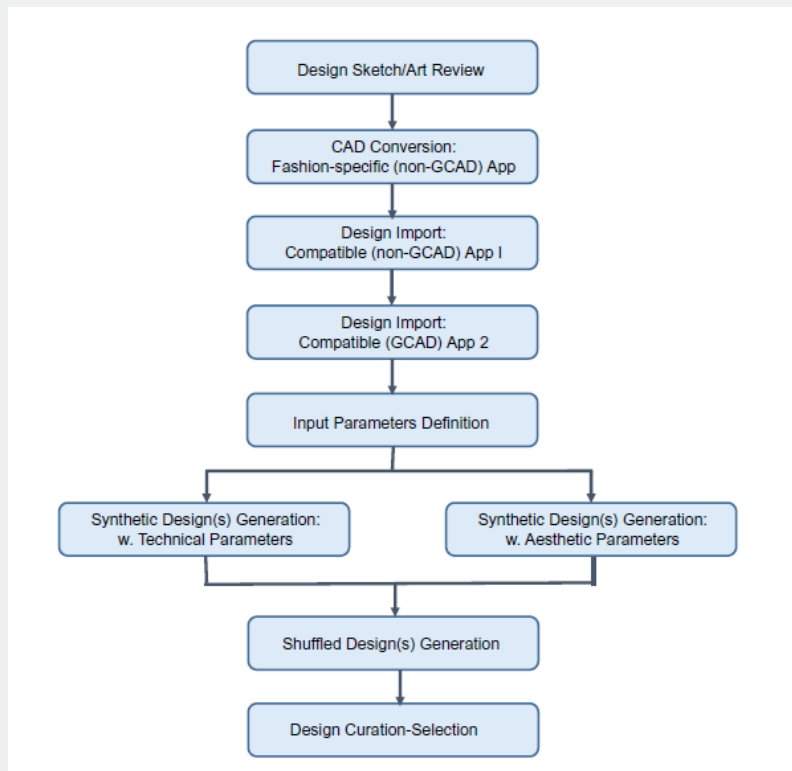 Design Sketch/Art Review
CAD Conversion:
Fashion-specific (non-GCAD) App
Design Import:
Compatible (non-GCAD) App I
Design Import:
Compatible (GCAD) App 2
Input Parameters Definition
Synthetic Design(s) Generation:
w. Technical Parameters
Synthetic Design(s) Generation:
w. Aesthetic Parameters
Shuffled Design(s) Generation
Design Curation-Selection